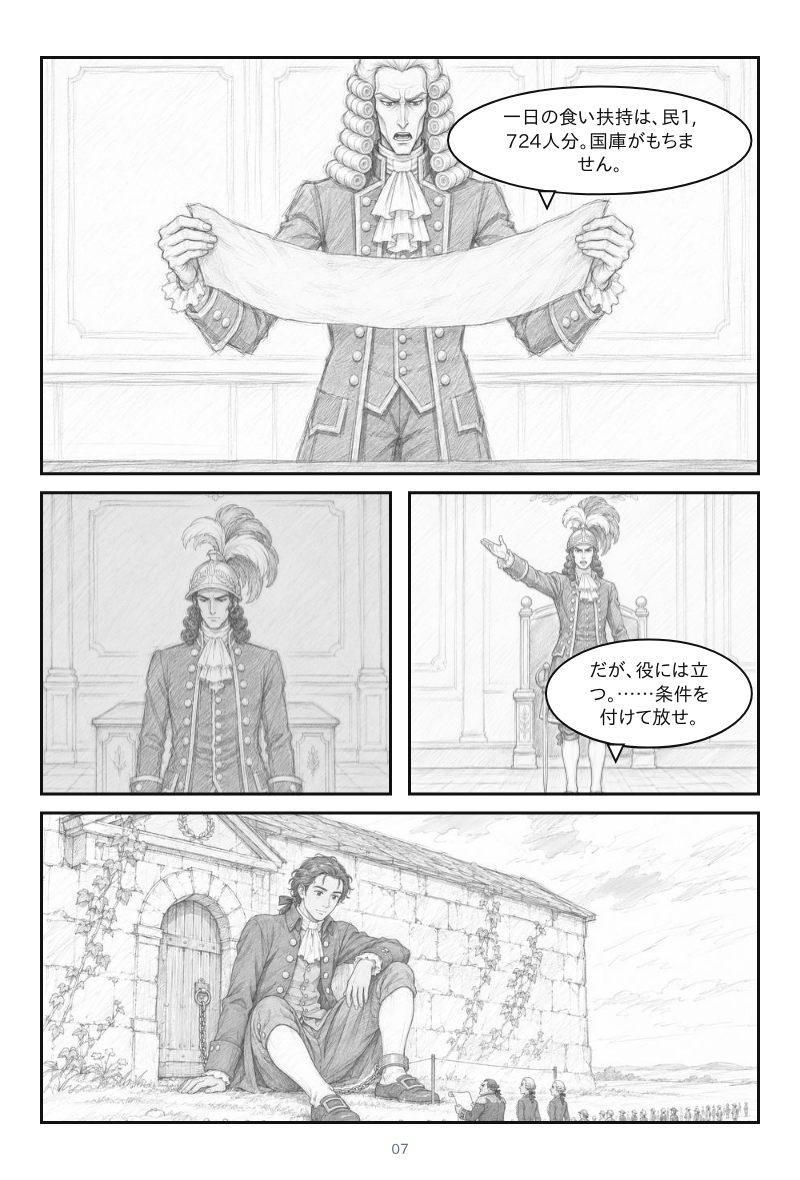 一日の食い扶持は、民1,
724人分。国庫がもちま
せん。
だが、役には立
つ。……条件を
付けて放せ。
07